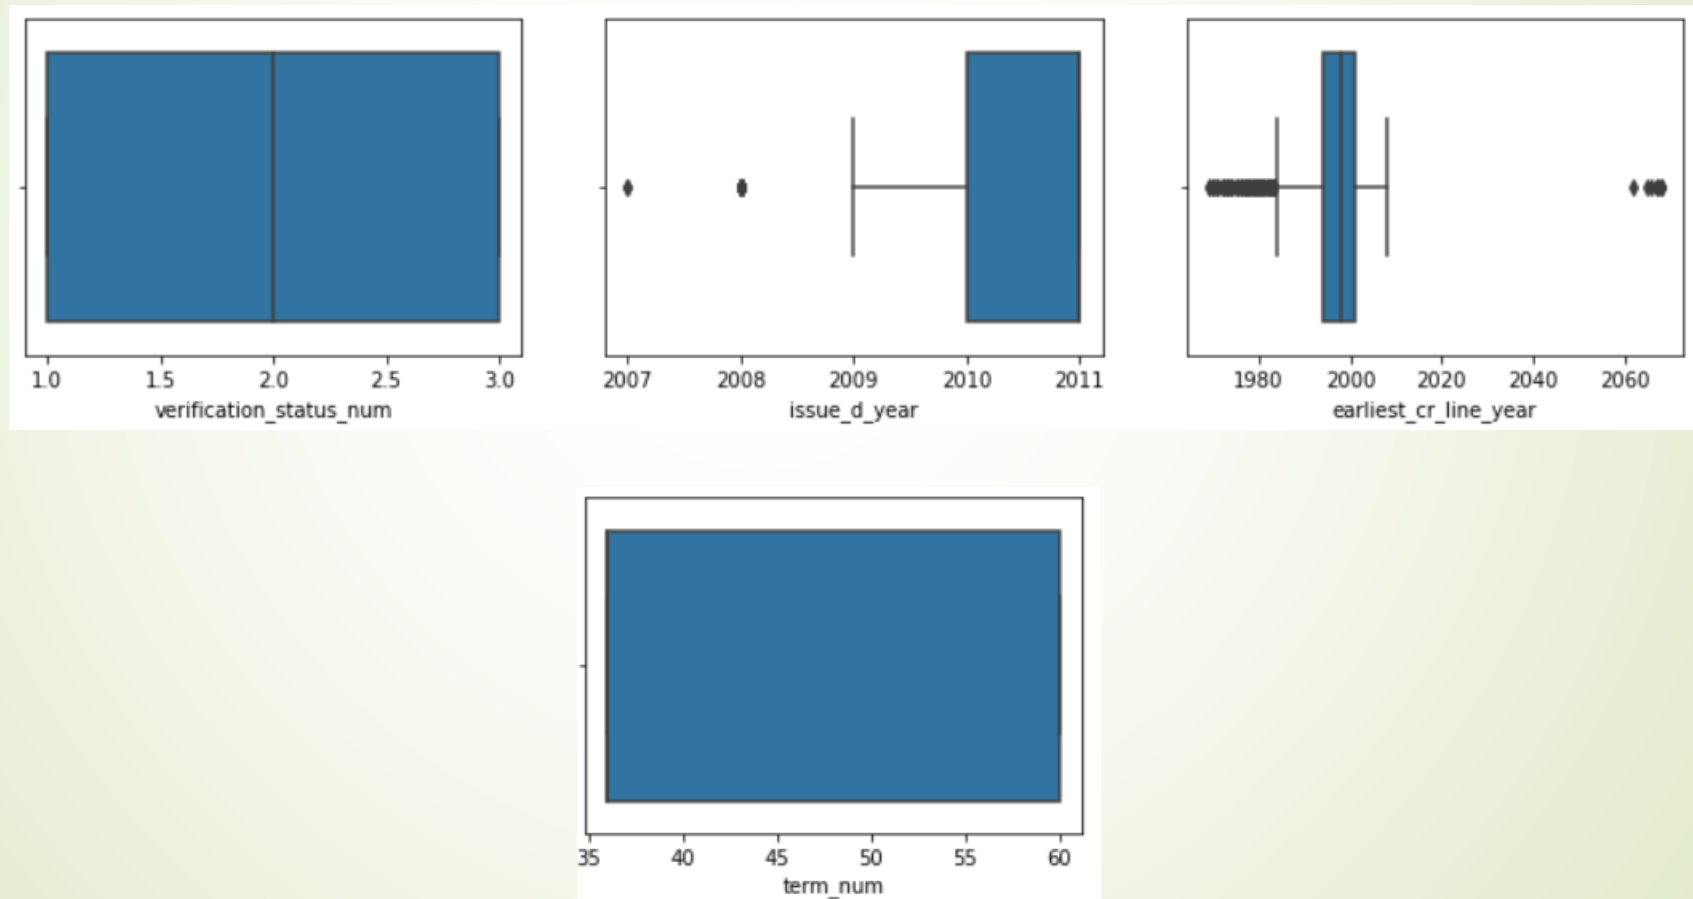 1.0 1.5 2.0 2.5 3.0
verification_status_num
2007 2008 2009 2010 2011
issue_d_year
1980 2000 2020 2040 2060
earliest_cr_line_year
35 40 45 50 55 60
term_num